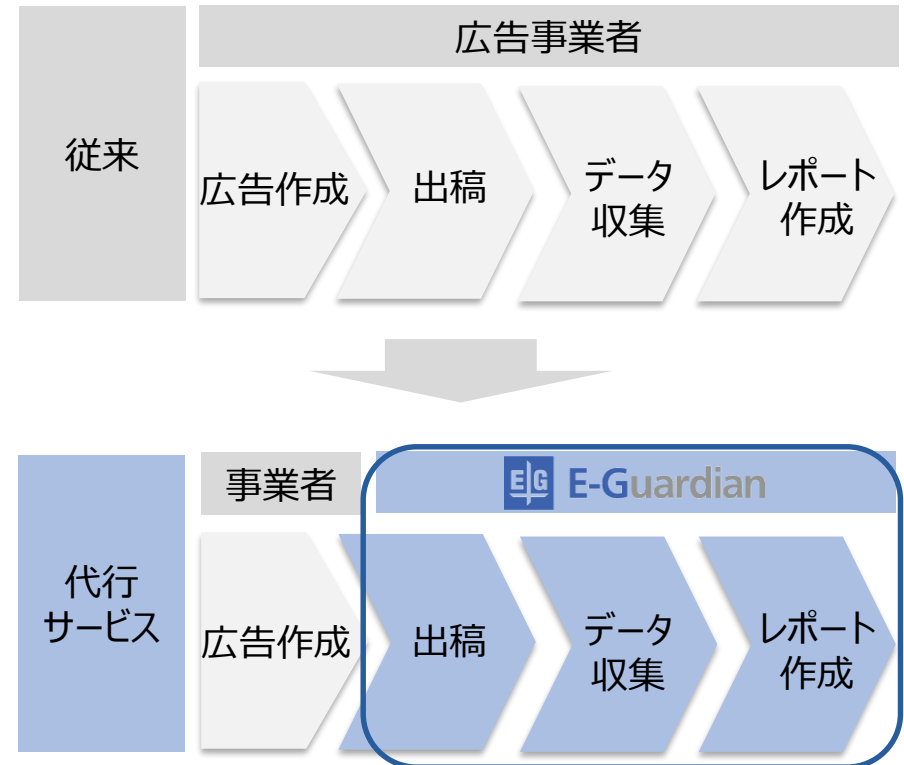 広告事業者
従来
広告作成
出稿
データ
収集
レポート
作成
事業者
E|G E-Guardian
代行
サービス
広告作成
出稿
データ
収集
レポート
作成